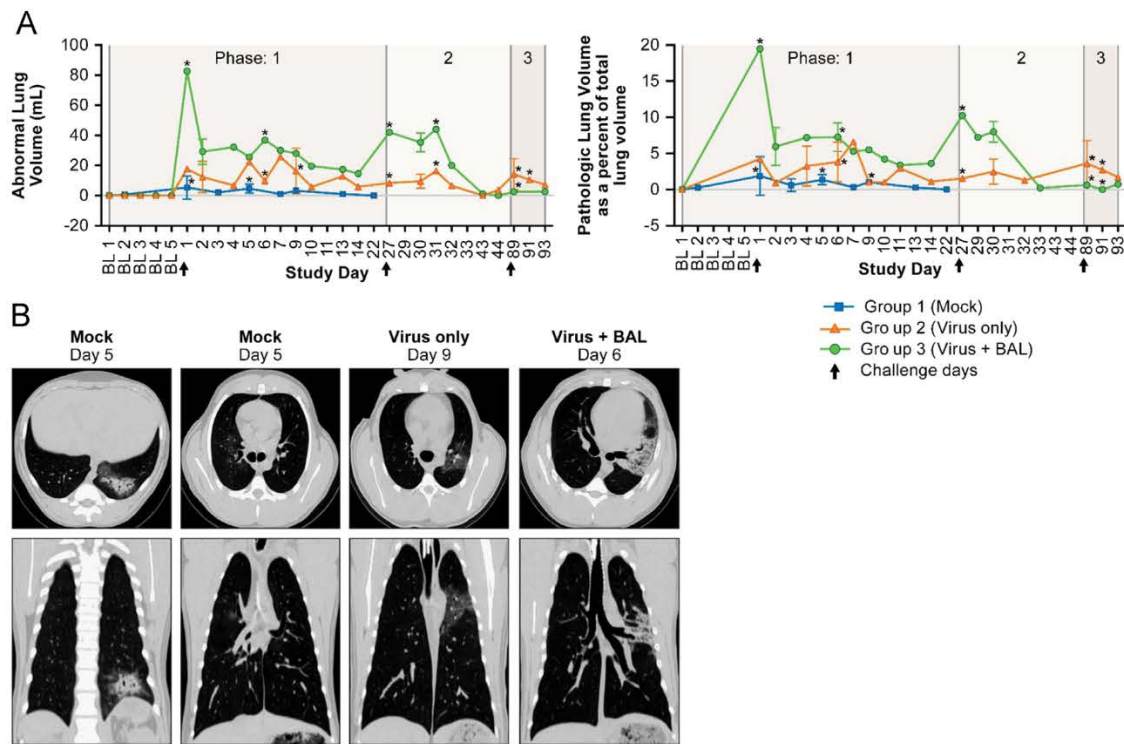 A
Abnormal Lung
Volume (mL)
100
80
60
40
20
0
-20
Phase: 1
2
3
BL 1
BL 2
BL 3
BL 4
BL 5
1
2
3
4
5
6
7
8
9
10
11
13
14
22
27
29
30
31
32
33
43
44
89
91
93
Study Day
Pathologic Lung Volume
as a percent of total
lung volume
20
15
10
5
0
-5
Phase: 1
2
3
BL 1
BL 2
BL 3
BL 4
BL 5
1
2
3
4
5
6
7
8
9
10
11
13
14
22
27
29
30
31
32
33
43
44
89
91
93
Study Day
Group 1 (Mock)
Gro up 2 (Virus only)
Gro up 3 (Virus + BAL)
Challenge days
B
Mock
Day 5
Mock
Day 5
Virus only
Day 9
Virus + BAL
Day 6